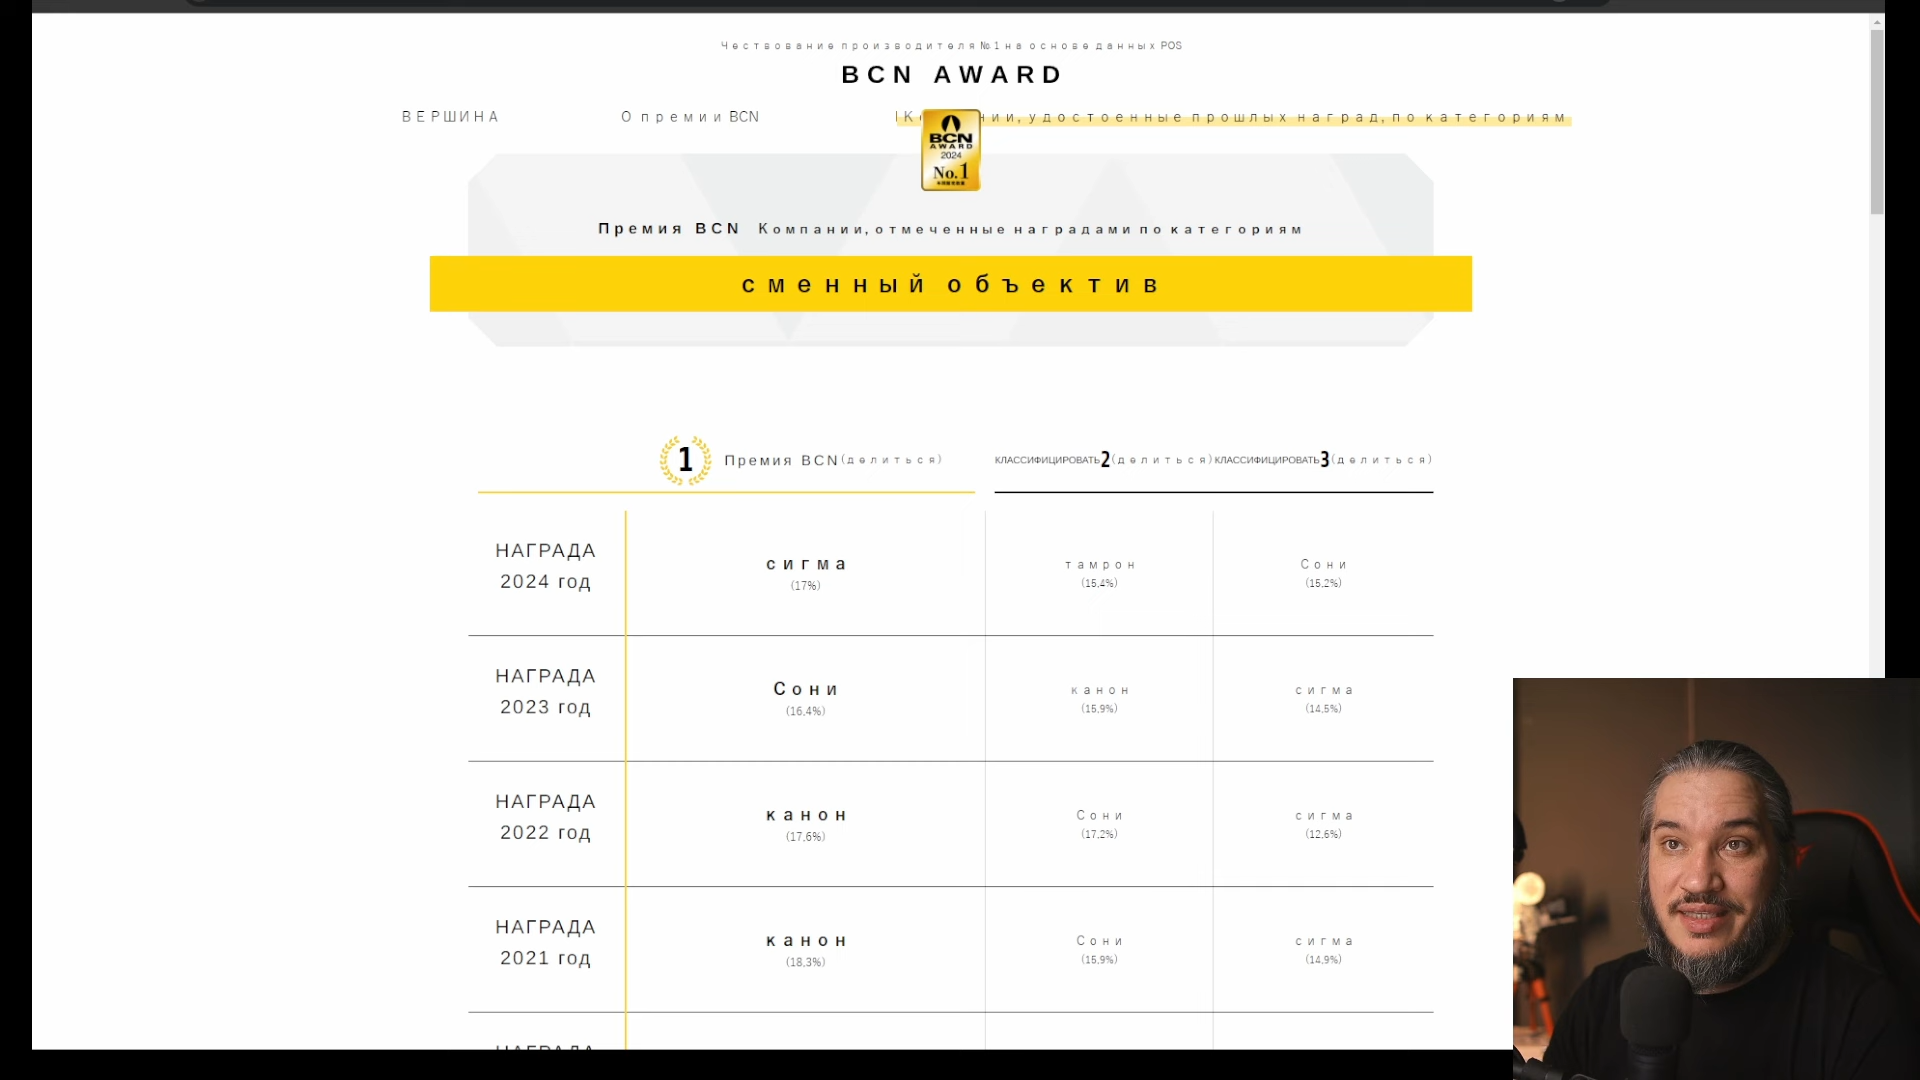 Чествование производителя №1 на основе данных POS
BCN AWARD
ВЕРШИНА
О премии BCN
нии, удостоенные прошлых наград, по категориям
BCN
AWARD
2024
No.1
Премия BCN Компании, отмеченные наградами по категориям
сменный объектив
1 Премия BCN (делиться)
КЛАССИФИЦИРОВАТЬ 2 (делиться)
КЛАССИФИЦИРОВАТЬ 3 (делиться)
НАГРАДА
2024 год
сигма
(17%)
тамрон
(15,4%)
Сони
(15,2%)
НАГРАДА
2023 год
Сони
(16,4%)
канон
(15,9%)
сигма
(14,5%)
НАГРАДА
2022 год
канон
(17,6%)
Сони
(17,2%)
сигма
(12,6%)
НАГРАДА
2021 год
канон
(18,3%)
Сони
(15,9%)
сигма
(14,9%)
НАГРАДА